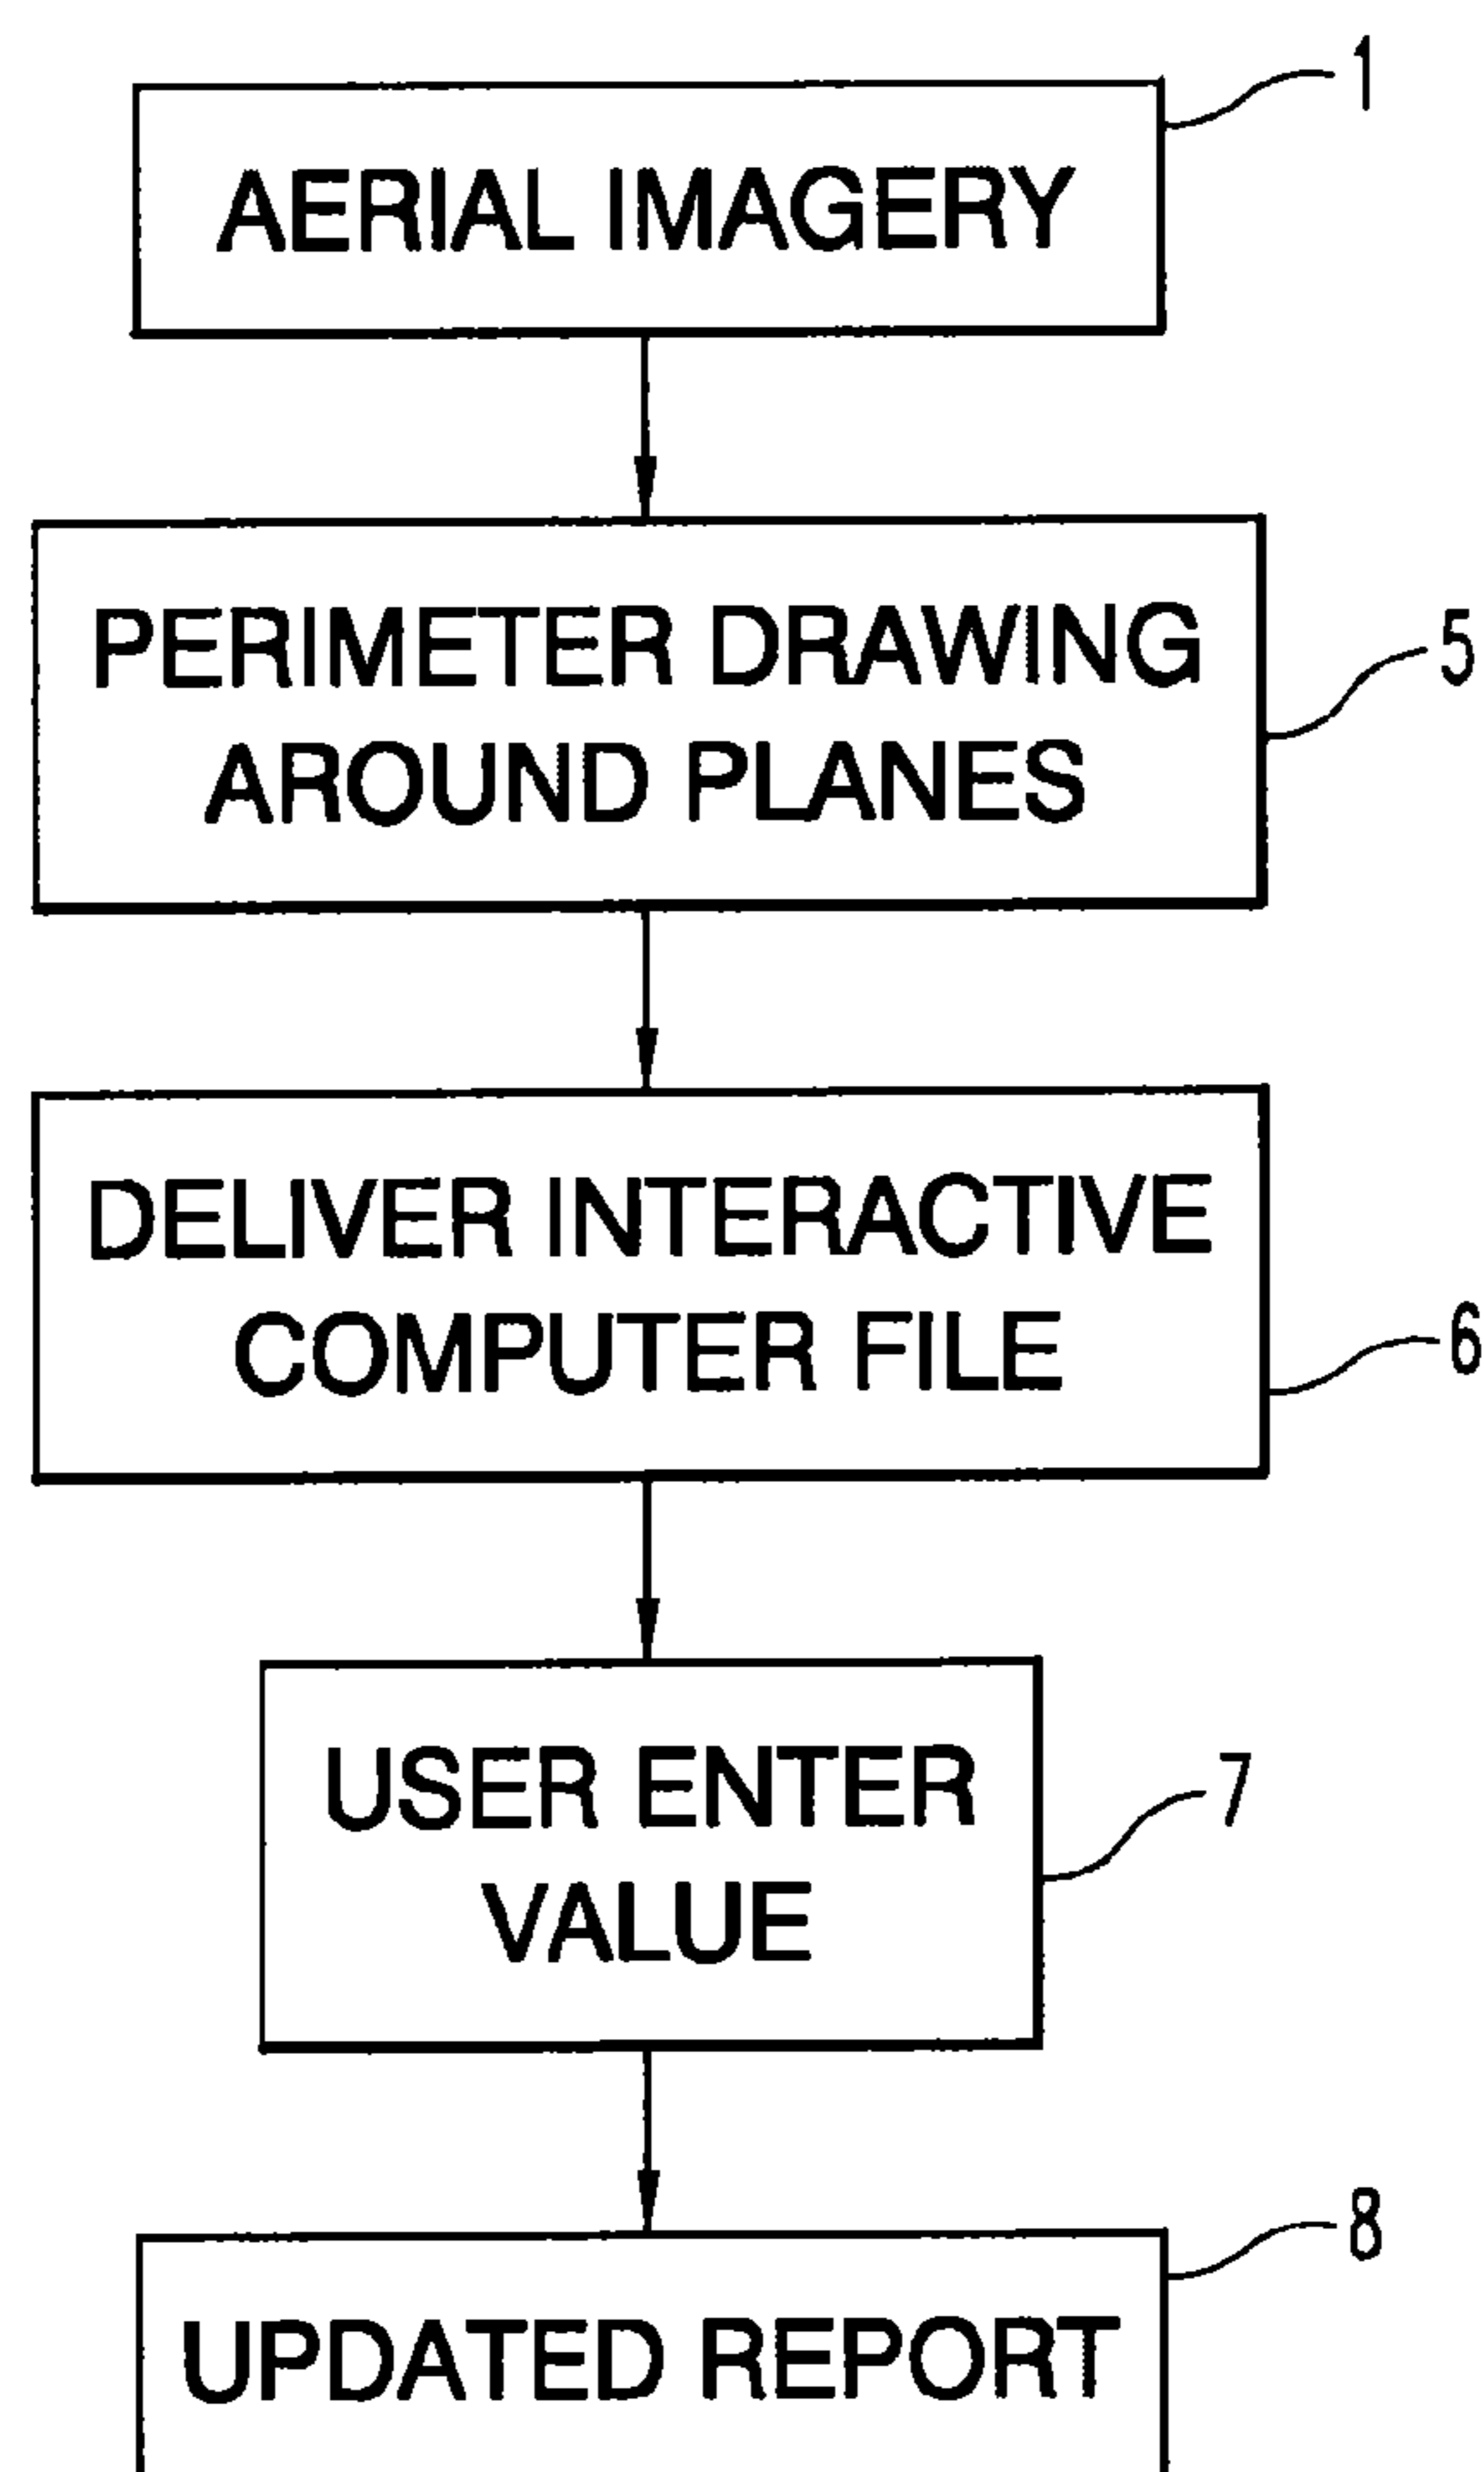 1
AERIAL IMAGERY
PERIMETER DRAWING
AROUND PLANES
5
DELIVER INTERACTIVE
COMPUTER FILE
6
USER ENTER
VALUE
7
8
UPDATED REPORT